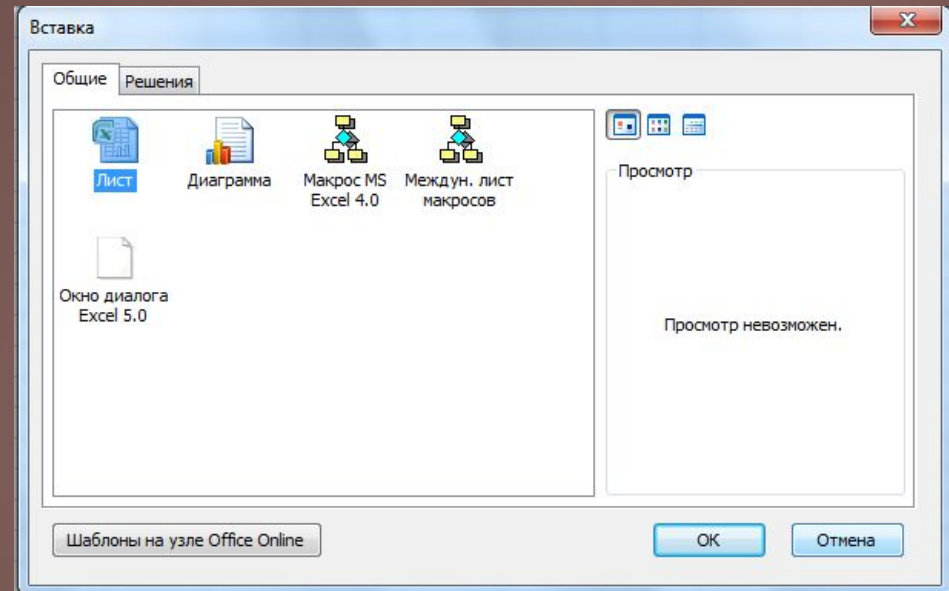 Вставка
Общие
Решения
Лист
Диаграмма
Макрос MS
Excel 4.0
Междун. лист
макросов
Окно диалога
Excel 5.0
Просмотр
Просмотр невозможен.
Шаблоны на узле Office Online
ОК
Отмена